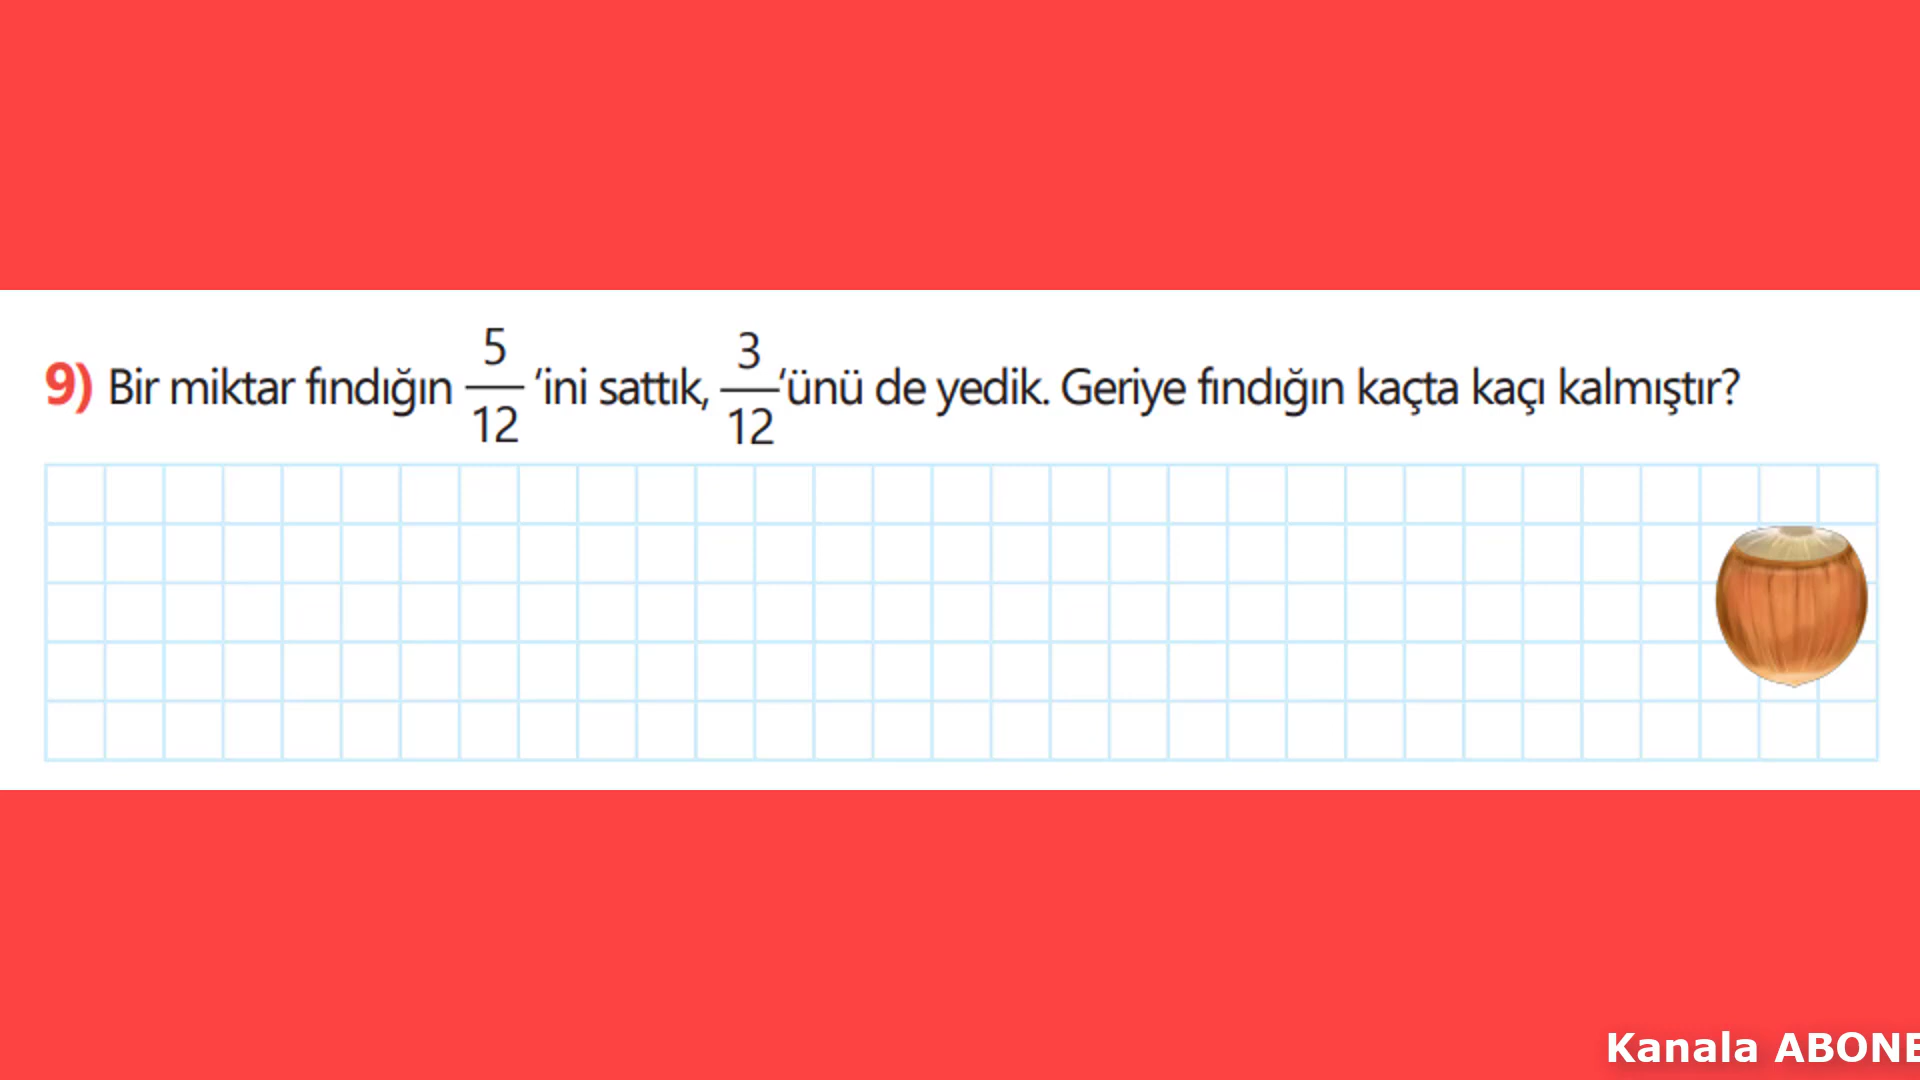 9) Bir miktar fındığın 5/12 'ini sattık, 3/12'ünü de yedik. Geriye fındığın kaçta kaçı kalmıştır?
Kanala ABONE